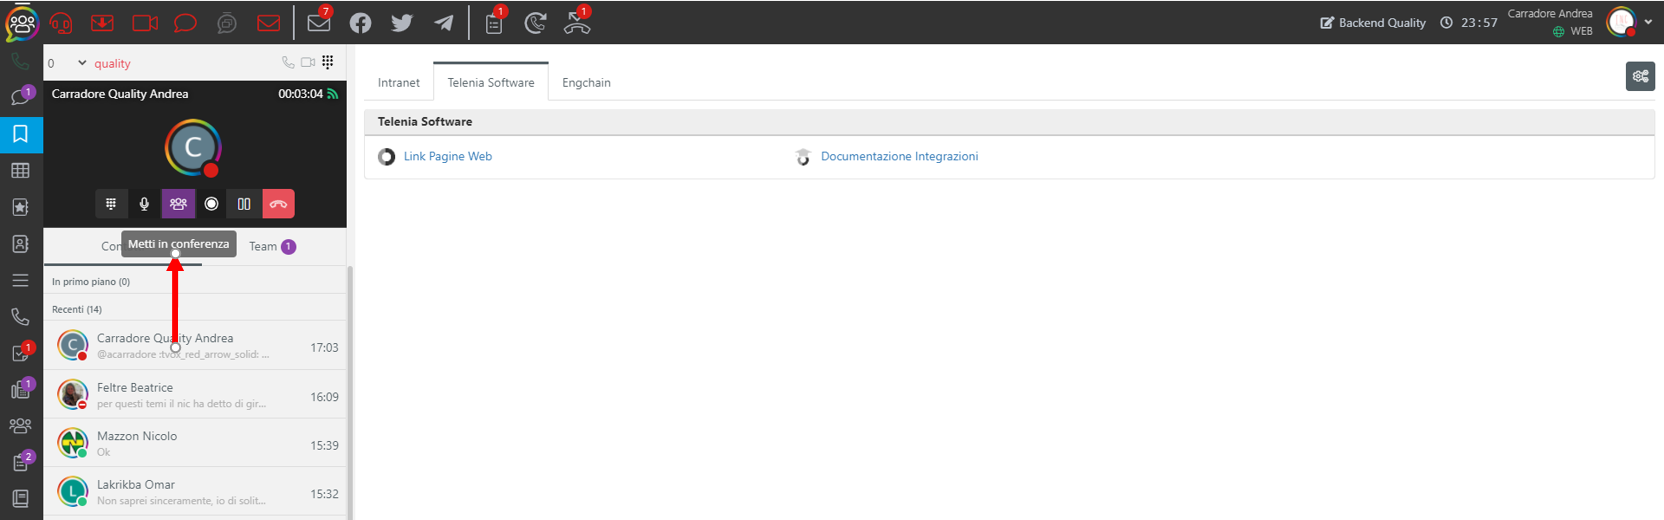 7
1
1
Backend Quality
23:57
Carradore Andrea
WEB
0
quality
Carradore Quality Andrea
00:03:04
C
Metti in conferenza
Con
Team 1
In primo piano (0)
Recenti (14)
C
Carradore Quality Andrea
@acarradore :tvox_red_arrow_solid: ...
17:03
Feltre Beatrice
per questi temi il nic ha detto di gir...
16:09
Mazzon Nicolo
Ok
15:39
L
Lakrikba Omar
Non saprei sinceramente, io di solit...
15:32
1
1
1
2
Intranet
Telenia Software
Engchain
Telenia Software
Link Pagine Web
Documentazione Integrazioni